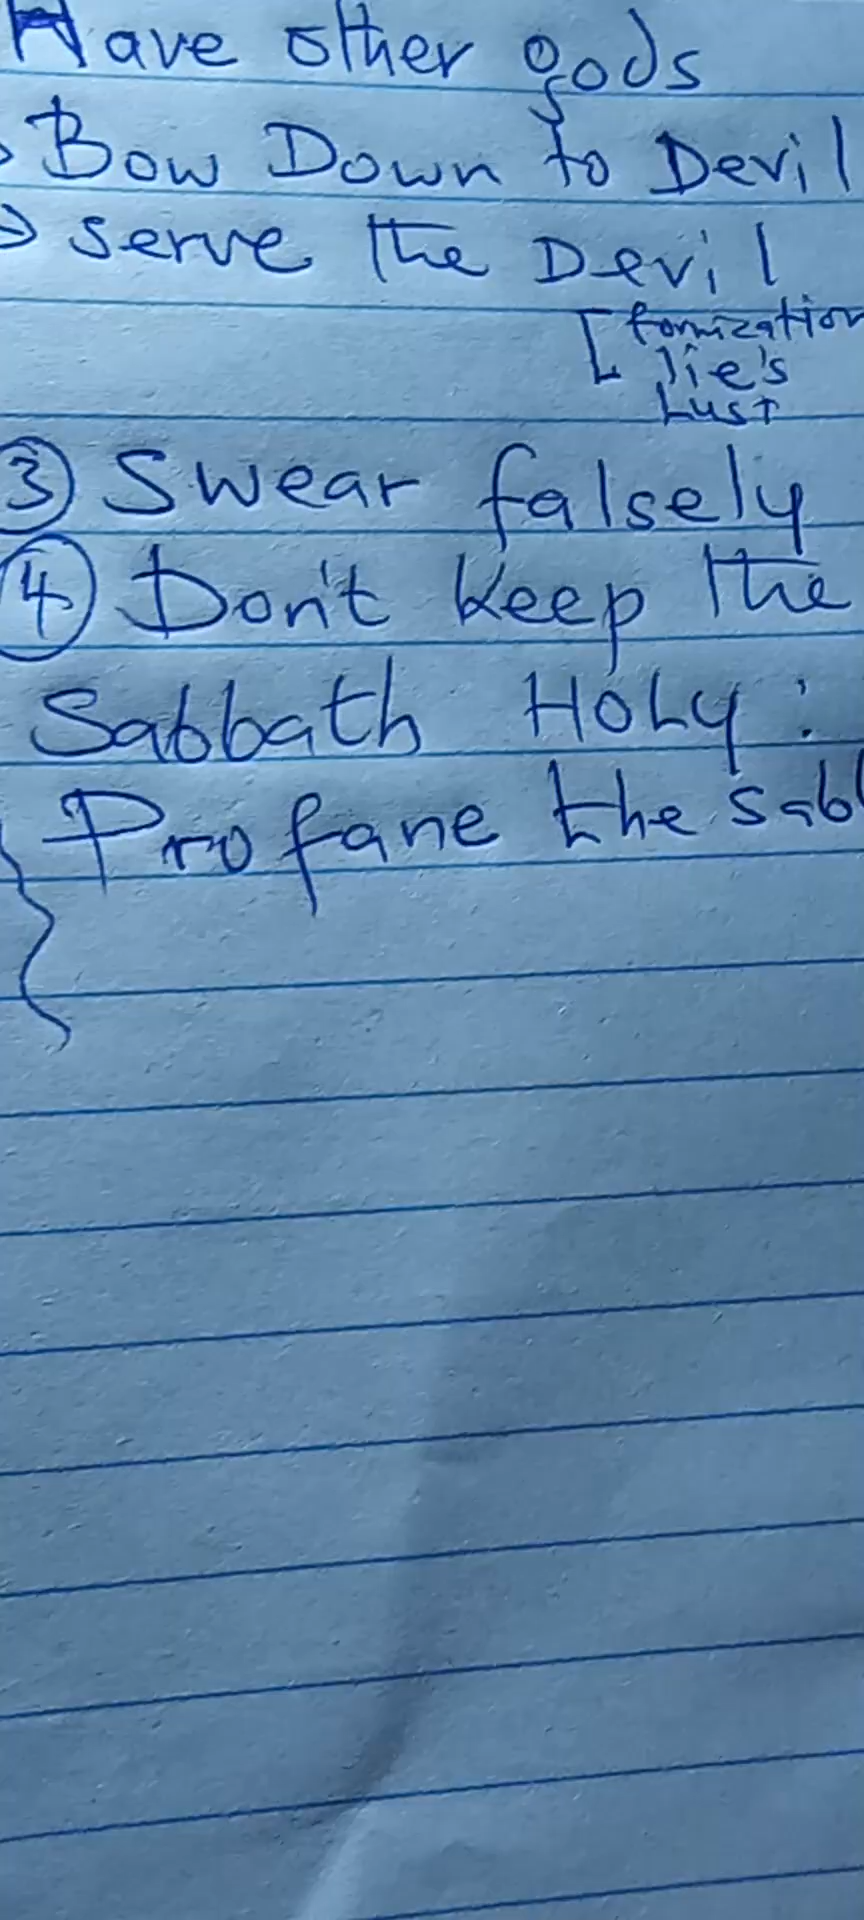 Have other gods
Bow Down to Devil
→ serve the Devil
[ fornization
lie's
Lust
③ Swear falsely
④ Don't keep the
Sabbath HOLY :
Profane the Sabb